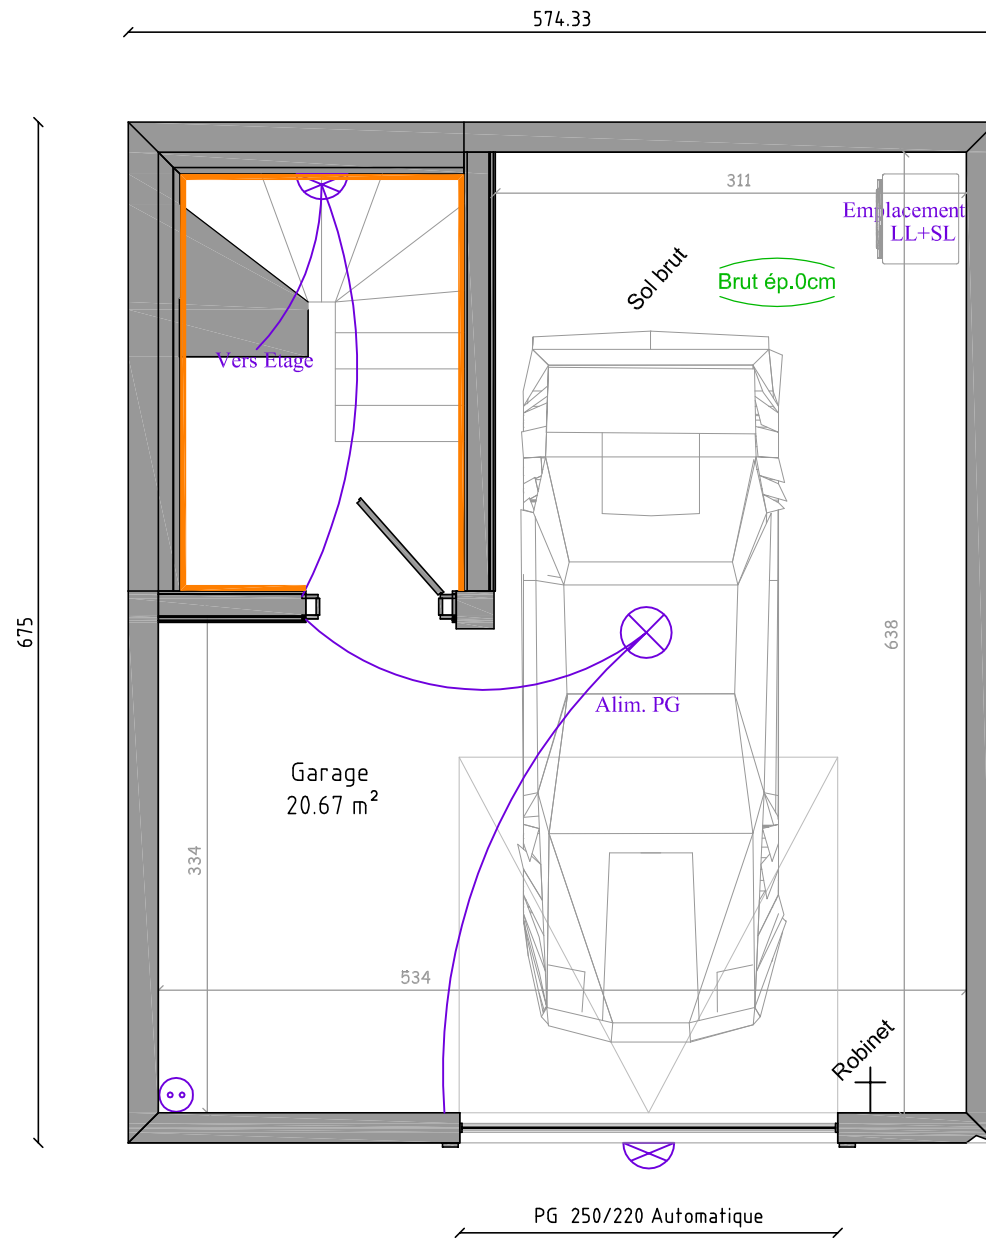 574.33
311
Emplacement
LL+SL
Sol brut
Brut ép.0cm
Vers Etage
675
638
Alim. PG
Garage
20.67 m²
334
534
Robinet
PG 250/220 Automatique